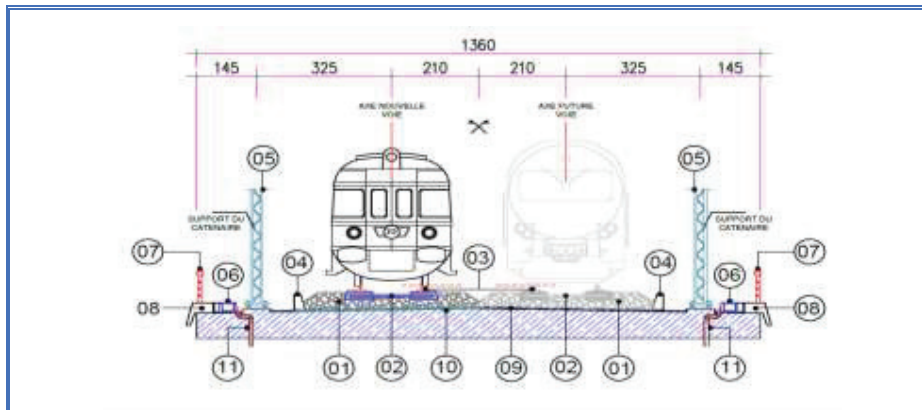 1360
145 325 210 210 325 145
AXE NOUVELLE
VOIE
AXE FUTURE
VOIE
05 05
SUPPORT DU
CATENAIRE
SUPPORT DU
CATENAIRE
07 06 04 03 04 06 07
08 08
11 01 02 10 09 02 01 11